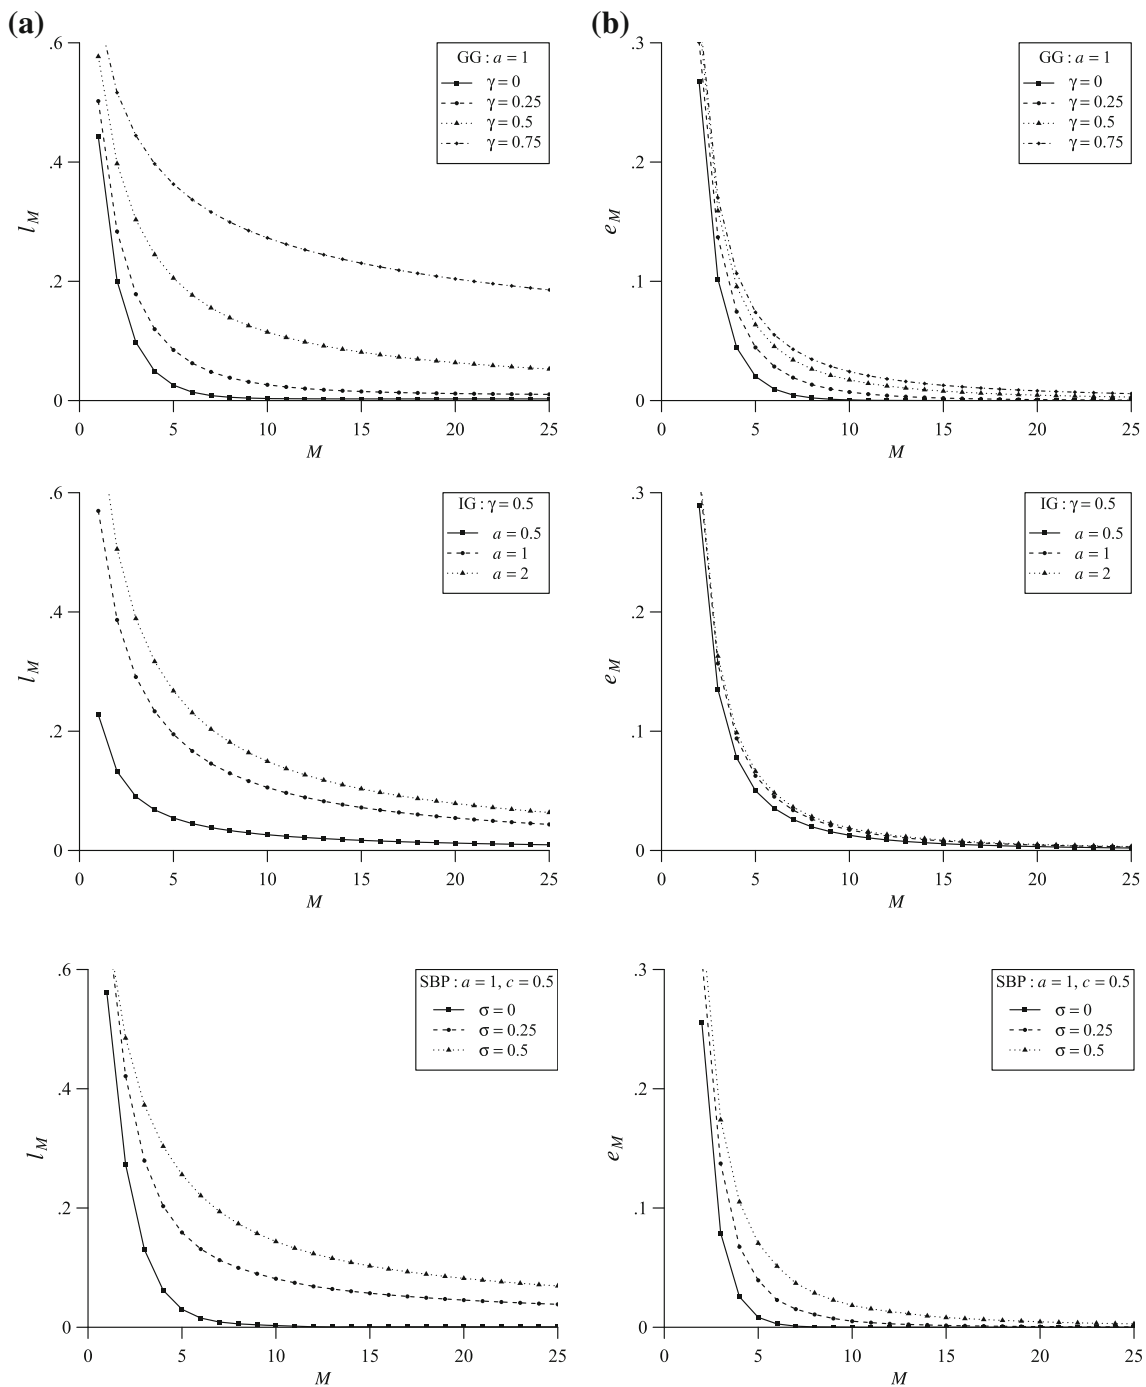 (a)
.6
.4
.2
0
l_M
0 5 10 15 20 25
M
GG : a = 1
γ = 0
γ = 0.25
γ = 0.5
γ = 0.75
(b)
.3
.2
.1
0
e_M
0 5 10 15 20 25
M
GG : a = 1
γ = 0
γ = 0.25
γ = 0.5
γ = 0.75
.6
.4
.2
0
l_M
0 5 10 15 20 25
M
IG : γ = 0.5
a = 0.5
a = 1
a = 2
.3
.2
.1
0
e_M
0 5 10 15 20 25
M
IG : γ = 0.5
a = 0.5
a = 1
a = 2
.6
.4
.2
0
l_M
0 5 10 15 20 25
M
SBP : a = 1, c = 0.5
σ = 0
σ = 0.25
σ = 0.5
.3
.2
.1
0
e_M
0 5 10 15 20 25
M
SBP : a = 1, c = 0.5
σ = 0
σ = 0.25
σ = 0.5